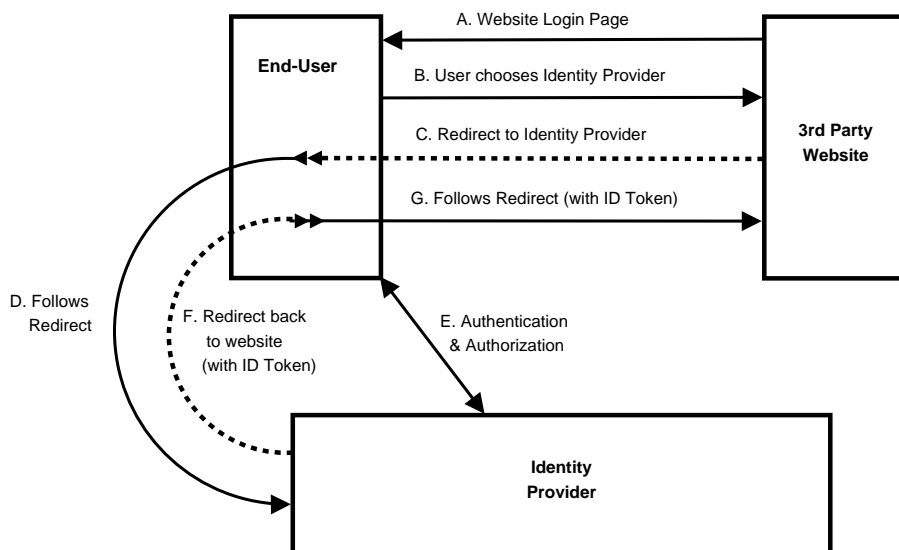 A. Website Login Page
End-User
B. User chooses Identity Provider
3rd Party
Website
C. Redirect to Identity Provider
G. Follows Redirect (with ID Token)
D. Follows
Redirect
F. Redirect back
to website
(with ID Token)
E. Authentication
& Authorization
Identity
Provider